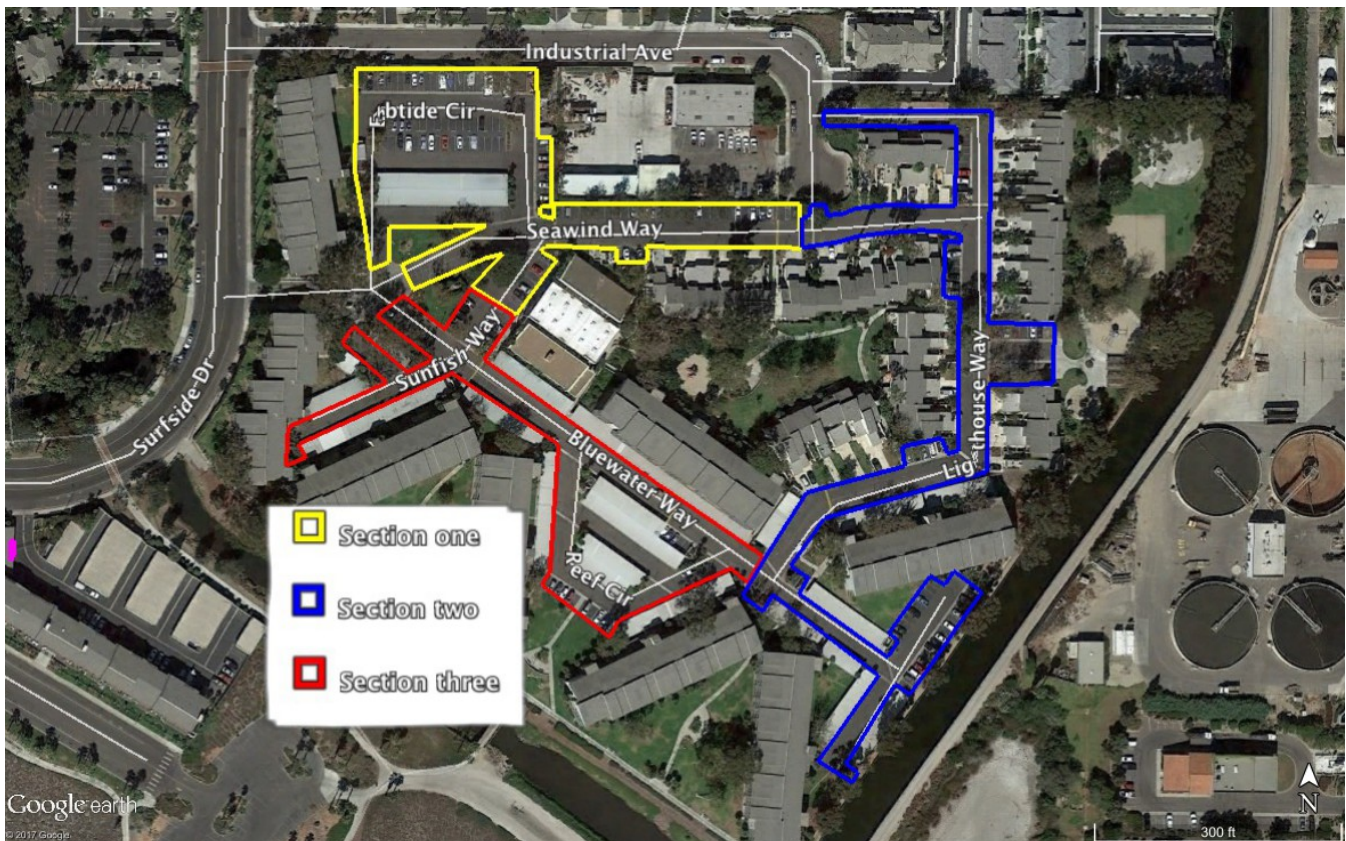 Industrial Ave
btide Cir
Seawind Way
Sunfish-Way
Surfside-Dr
Bluewater-Way
Lig
thouse-Way
Reef-Cir
Section one
Section two
Section three
Google earth
© 2017 Google
N
300 ft